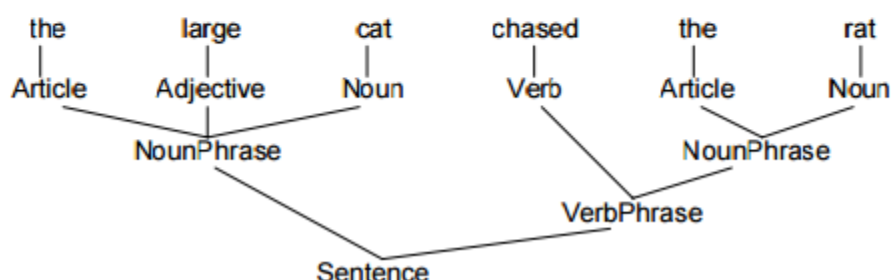 the large cat chased the rat
Article Adjective Noun Verb Article Noun
NounPhrase NounPhrase
VerbPhrase
Sentence